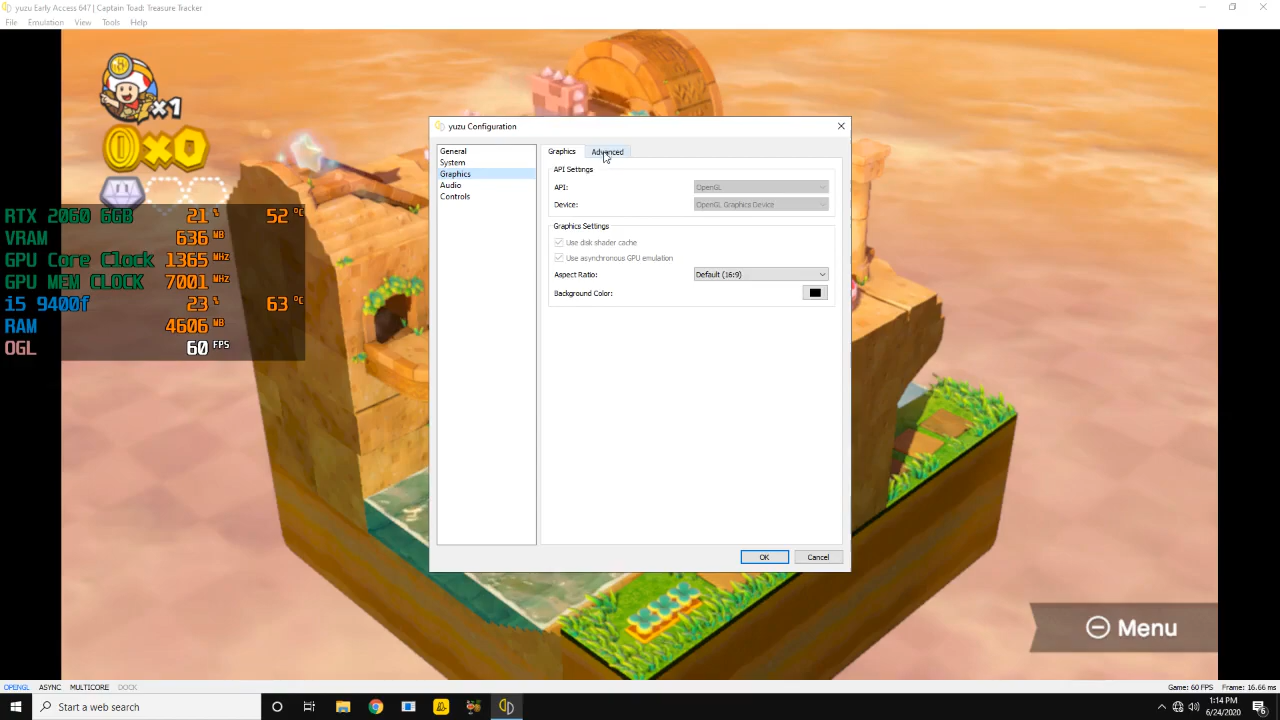 yuzu Early Access 647 | Captain Toad: Treasure Tracker
File Emulation View Tools Help
x1
0x0
RTX 2060 6GB 21 % 52 °C
VRAM 636 MB
GPU Core Clock 1365 MHz
GPU MEM CLOCK 7001 MHz
i5 9400f 23 % 63 °C
RAM 4606 MB
OGL 60 FPS
yuzu Configuration
General
System
Graphics
Audio
Controls
Graphics Advanced
API Settings
API: OpenGL
Device: OpenGL Graphics Device
Graphics Settings
Use disk shader cache
Use asynchronous GPU emulation
Aspect Ratio: Default (16:9)
Background Color:
OK Cancel
Menu
OPENGL ASYNC MULTICORE DOCK Game: 60 FPS Frame: 16.66 ms
Start a web search
1:14 PM
6/24/2020
6